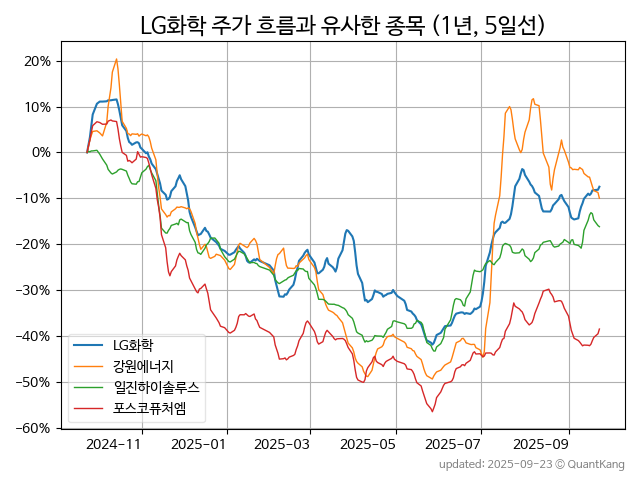 LG화학 주가 흐름과 유사한 종목 (1년, 5일선)
20%
10%
0%
−10%
−20%
−30%
−40%
−50%
−60%
LG화학
강원에너지
일진하이솔루스
포스코퓨처엠
2024-11
2025-01
2025-03
2025-05
2025-07
2025-09
updated: 2025-09-23 © QuantKang